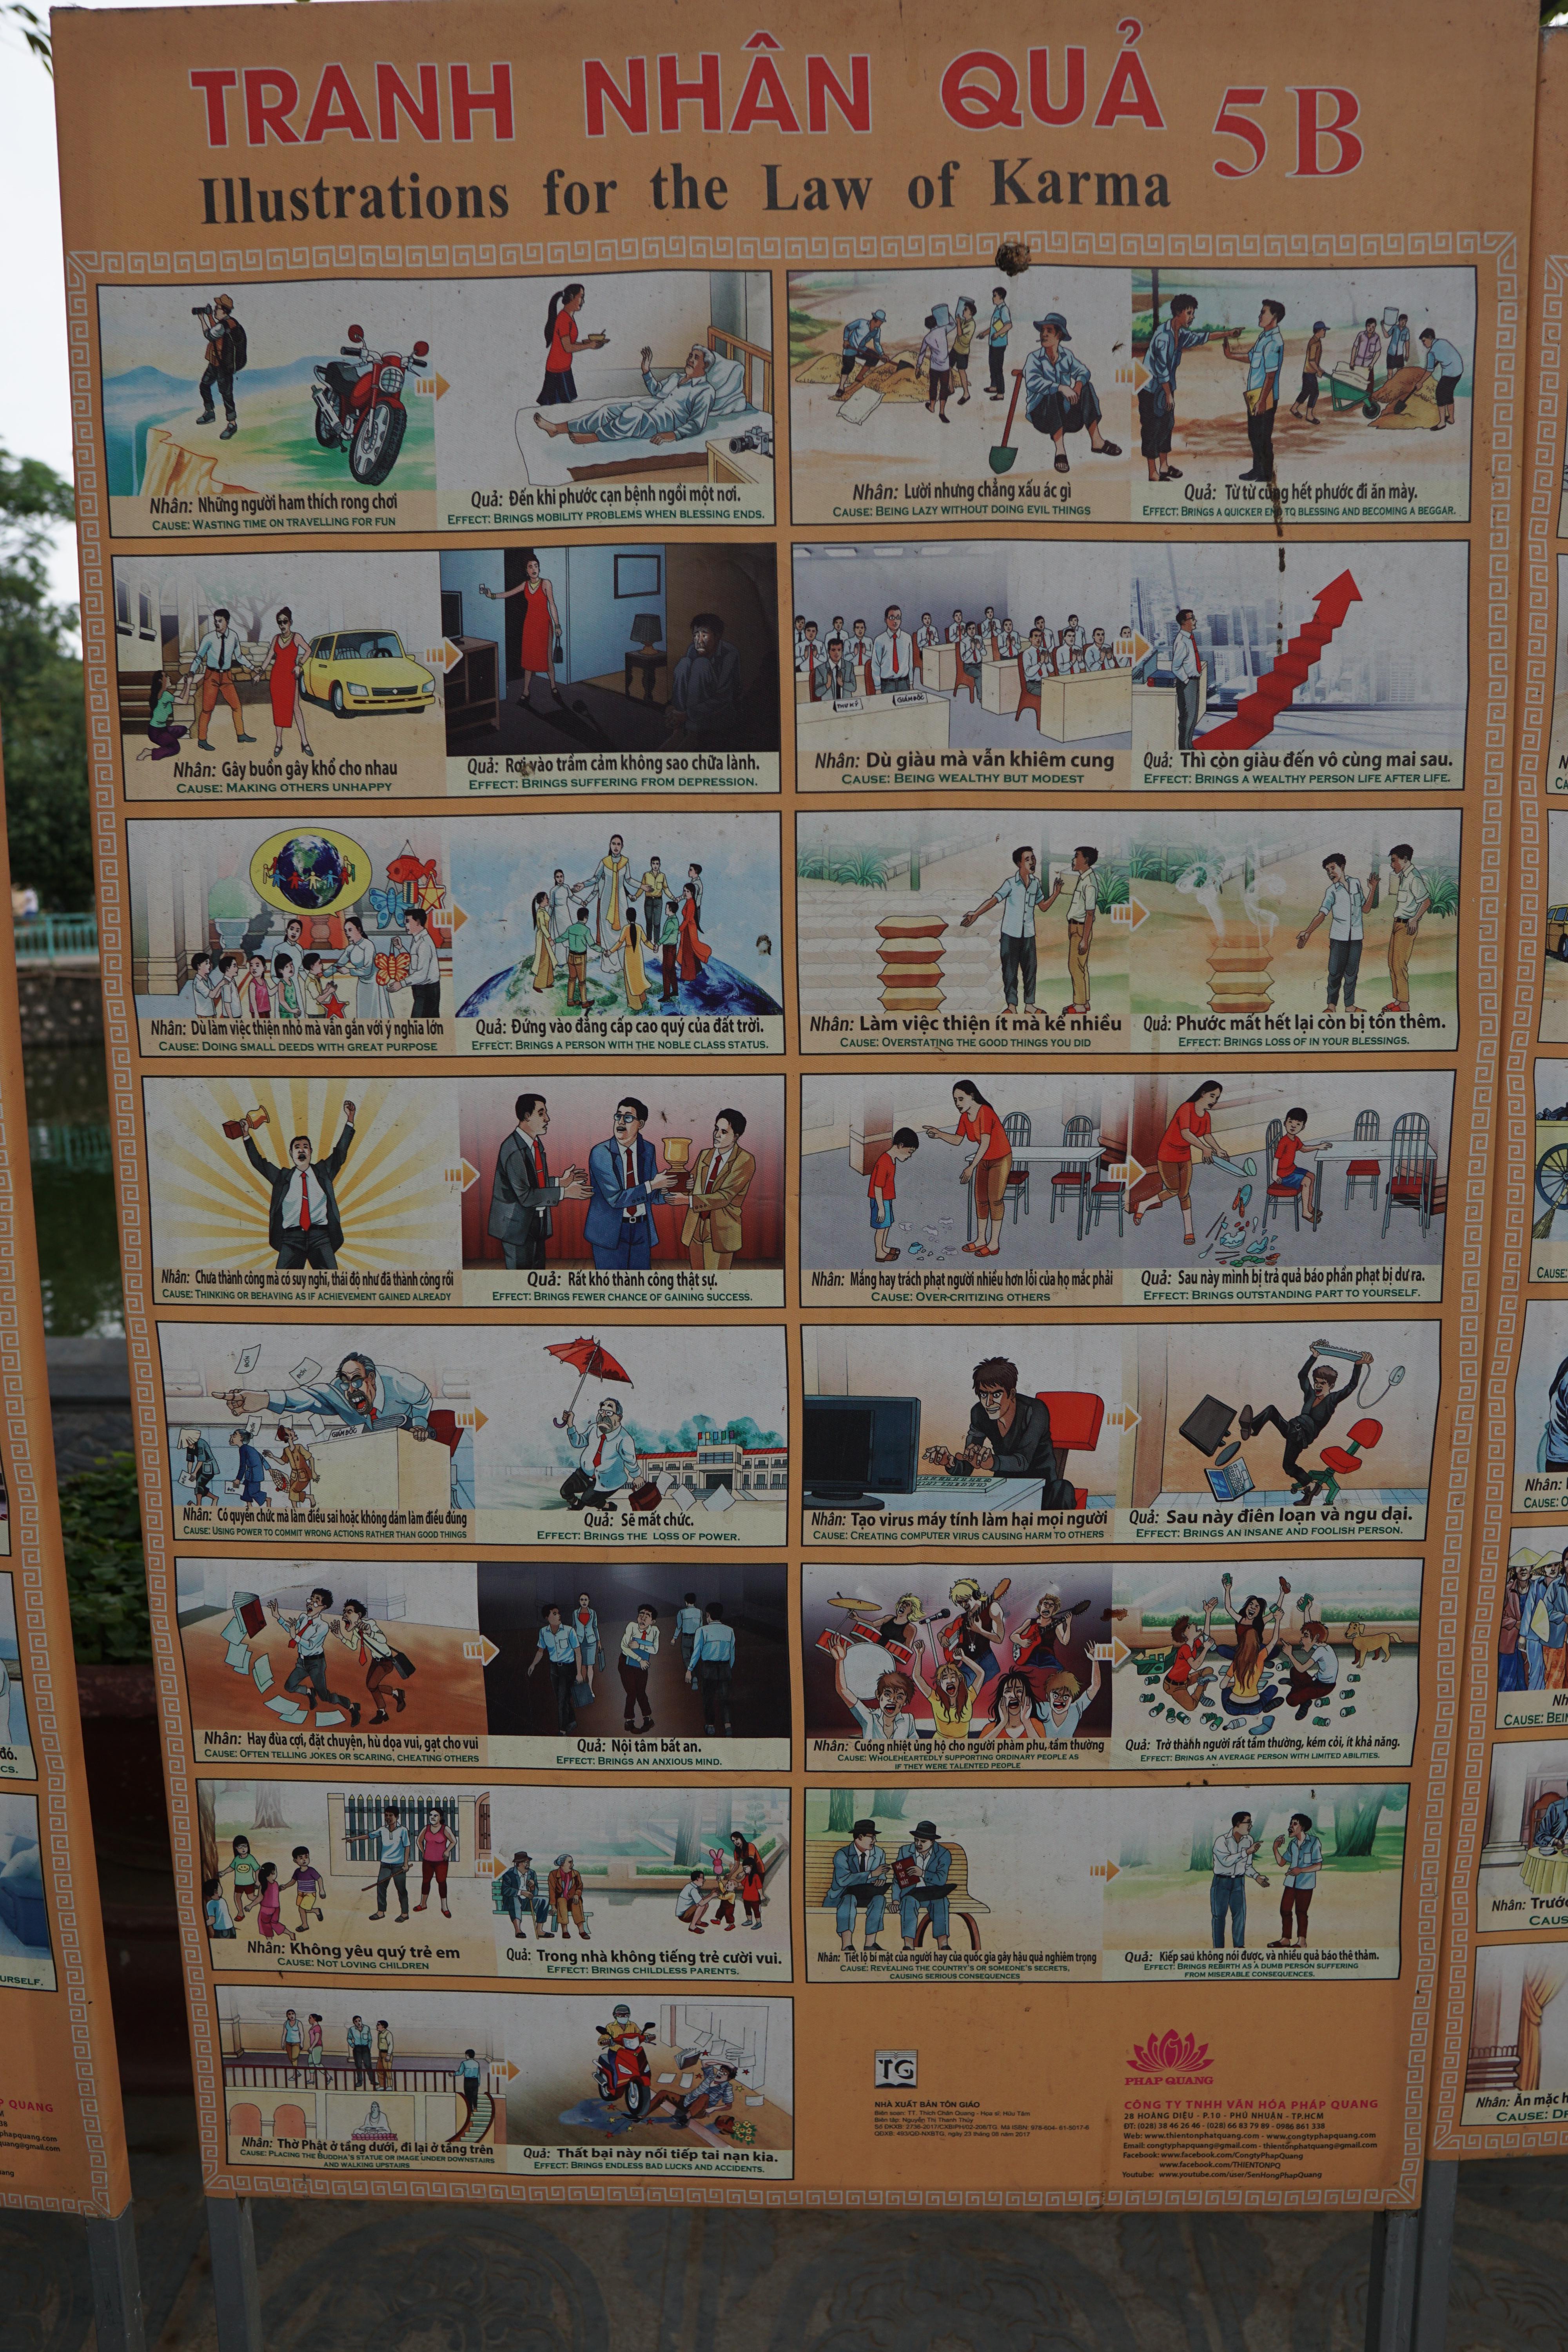 TRANH NHÂN QUẢ 5B
Illustrations for the Law of Karma
Nhân: Những người ham thích rong chơi
CAUSE: WASTING TIME ON TRAVELLING FOR FUN
Quả: Đến khi phước cạn bệnh ngồi một nơi.
EFFECT: BRINGS MOBILITY PROBLEMS WHEN BLESSING ENDS.
Nhân: Lười nhưng chẳng xấu ác gì
CAUSE: BEING LAZY WITHOUT DOING EVIL THINGS
Quả: Từ từ cũng hết phước đi ăn mày.
EFFECT: BRINGS A QUICKER END TO BLESSING AND BECOMING A BEGGAR.
Nhân: Gây buồn gây khổ cho nhau
CAUSE: MAKING OTHERS UNHAPPY
Quả: Rơi vào trầm cảm không sao chữa lành.
EFFECT: BRINGS SUFFERING FROM DEPRESSION.
THƯ KÝ
GIÁM ĐỐC
Nhân: Dù giàu mà vẫn khiêm cung
CAUSE: BEING WEALTHY BUT MODEST
Quả: Thì còn giàu đến vô cùng mai sau.
EFFECT: BRINGS A WEALTHY PERSON LIFE AFTER LIFE.
Nhân: Dù làm việc thiện nhỏ mà vẫn gắn với ý nghĩa lớn
CAUSE: DOING SMALL DEEDS WITH GREAT PURPOSE
Quả: Đứng vào đẳng cấp cao quý của đất trời.
EFFECT: BRINGS A PERSON WITH THE NOBLE CLASS STATUS.
Nhân: Làm việc thiện ít mà kể nhiều
CAUSE: OVERSTATING THE GOOD THINGS YOU DID
Quả: Phước mất hết lại còn bị tổn thêm.
EFFECT: BRINGS LOSS OF IN YOUR BLESSINGS.
Nhân: Chưa thành công mà có suy nghĩ, thái độ như đã thành công rồi
CAUSE: THINKING OR BEHAVING AS IF ACHIEVEMENT GAINED ALREADY
Quả: Rất khó thành công thật sự.
EFFECT: BRINGS FEWER CHANCE OF GAINING SUCCESS.
Nhân: Mắng hay trách phạt người nhiều hơn lỗi của họ mắc phải
CAUSE: OVER-CRITIZING OTHERS
Quả: Sau này mình bị trả quả báo phần phạt bị dư ra.
EFFECT: BRINGS OUTSTANDING PART TO YOURSELF.
GIÁM ĐỐC
Nhân: Có quyền chức mà làm điều sai hoặc không dám làm điều đúng
CAUSE: USING POWER TO COMMIT WRONG ACTIONS RATHER THAN GOOD THINGS
Quả: Sẽ mất chức.
EFFECT: BRINGS THE LOSS OF POWER.
Nhân: Tạo virus máy tính làm hại mọi người
CAUSE: CREATING COMPUTER VIRUS CAUSING HARM TO OTHERS
Quả: Sau này điên loạn và ngu dại.
EFFECT: BRINGS AN INSANE AND FOOLISH PERSON.
Nhân: Hay đùa cợt, đặt chuyện, hù dọa vui, gạt cho vui
CAUSE: OFTEN TELLING JOKES OR SCARING, CHEATING OTHERS
Quả: Nội tâm bất an.
EFFECT: BRINGS AN ANXIOUS MIND.
Nhân: Cuồng nhiệt ủng hộ cho người phàm phu, tầm thường
CAUSE: WHOLEHEARTEDLY SUPPORTING ORDINARY PEOPLE AS
IF THEY WERE TALENTED PEOPLE
Quả: Trở thành người rất tầm thường, kém cỏi, ít khả năng.
EFFECT: BRINGS AN AVERAGE PERSON WITH LIMITED ABILITIES.
Nhân: Không yêu quý trẻ em
CAUSE: NOT LOVING CHILDREN
Quả: Trong nhà không tiếng trẻ cười vui.
EFFECT: BRINGS CHILDLESS PARENTS.
Nhân: Tiết lộ bí mật của người hay của quốc gia gây hậu quả nghiêm trọng
CAUSE: REVEALING THE COUNTRY'S OR SOMEONE'S SECRETS,
CAUSING SERIOUS CONSEQUENCES
Quả: Kiếp sau không nói được, và nhiều quả báo thê thảm.
EFFECT: BRINGS REBIRTH AS A DUMB PERSON SUFFERING
FROM MISERABLE CONSEQUENCES.
Nhân: Thờ Phật ở tầng dưới, đi lại ở tầng trên
CAUSE: PLACING THE BUDDHA'S STATUE OR IMAGE UNDER DOWNSTAIRS
AND WALKING UPSTAIRS
Quả: Thất bại này nối tiếp tai nạn kia.
EFFECT: BRINGS ENDLESS BAD LUCKS AND ACCIDENTS.
TG
NHÀ XUẤT BẢN TÔN GIÁO
Biên soạn: TT. Thích Chân Quang - Họa sĩ: Hữu Tâm
Biên tập: Nguyễn Thị Thanh Thủy
PHAP QUANG
CÔNG TY TNHH VĂN HÓA PHÁP QUANG
28 HOÀNG DIỆU - P.10 - PHÚ NHUẬN - TP.HCM
ĐT: (028) 38 46 26 46 - (028) 66 83 79 89 - 0986 861 338
Web: www.thientonphatquang.com - www.congtyphapquang.com
Email: congtyphapquang@gmail.com - thientonphatquang@gmail.com
Facebook: www.facebook.com/CongtyPhapQuang
www.facebook.com/THIENTONPQ
Youtube: www.youtube.com/user/SenHongPhapQuang